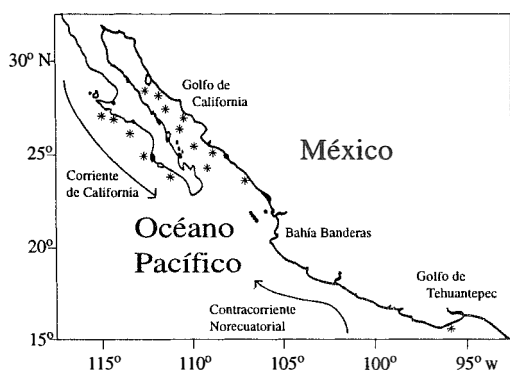 30° N
25°
20°
15°
115°
110°
105°
100°
95° w
Golfo de
California
México
Corriente
de California
Océano
Pacífico
Bahía Banderas
Golfo de
Tehuantepec
Contracorriente
Norecuatorial